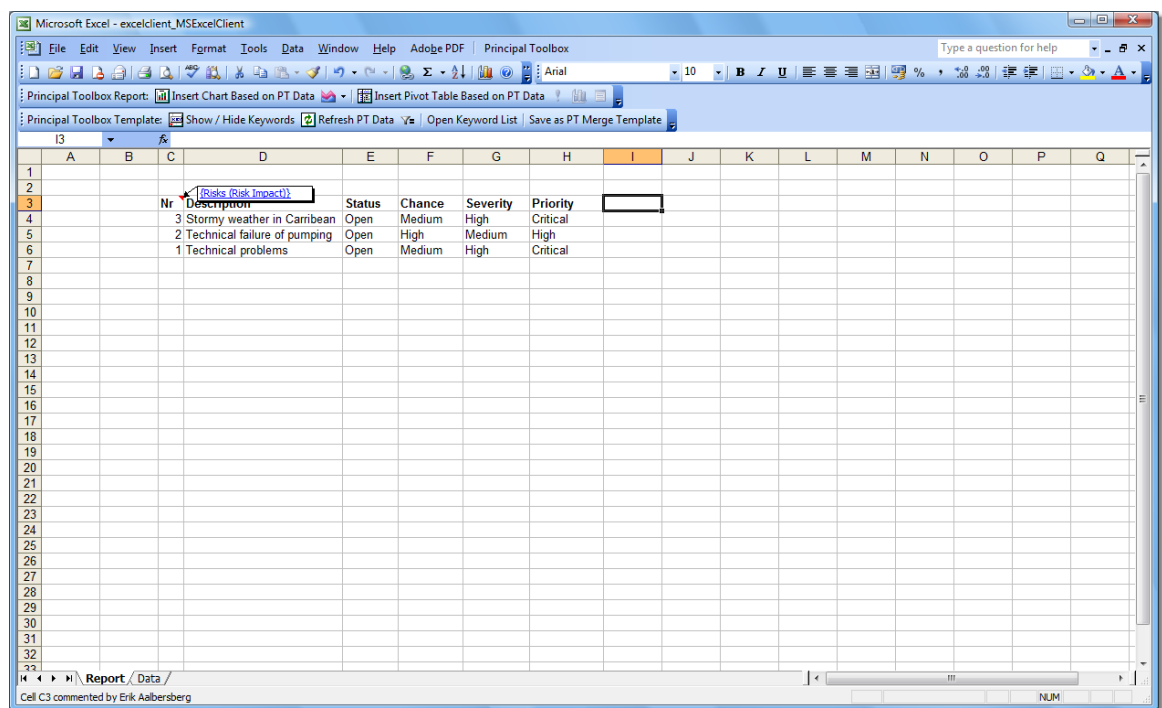 Microsoft Excel - excelclient_MSExcelClient
File Edit View Insert Format Tools Data Window Help Adobe PDF Principal Toolbox Type a question for help
Arial 10 B I U
Principal Toolbox Report: Insert Chart Based on PT Data Insert Pivot Table Based on PT Data
Principal Toolbox Template: Show / Hide Keywords Refresh PT Data Open Keyword List Save as PT Merge Template
I3 fx
A B C D E F G H I J K L M N O P Q
1
2
{Risks (Risk Impact)}
3 Nr Description Status Chance Severity Priority
4 3 Stormy weather in Carribean Open Medium High Critical
5 2 Technical failure of pumping Open High Medium High
6 1 Technical problems Open Medium High Critical
7
8
9
10
11
12
13
14
15
16
17
18
19
20
21
22
23
24
25
26
27
28
29
30
31
32
33
Report Data
Cell C3 commented by Erik Aalbersberg NUM